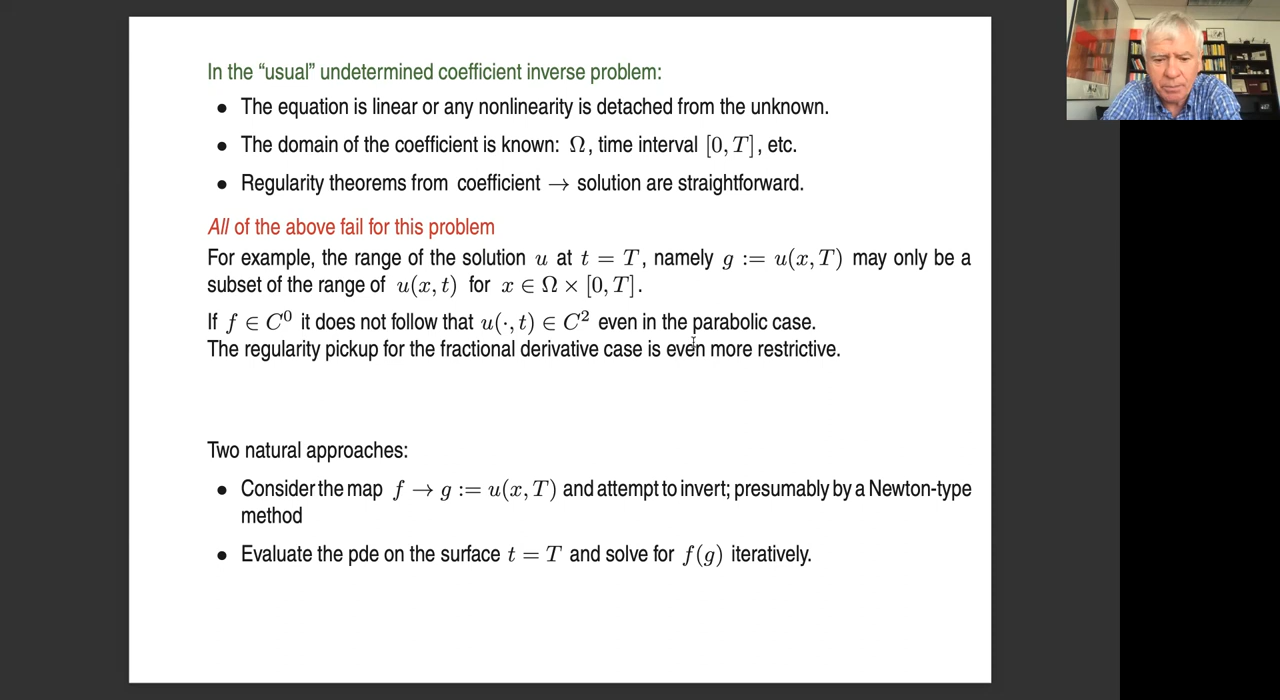 In the “usual” undetermined coefficient inverse problem:
● The equation is linear or any nonlinearity is detached from the unknown.
● The domain of the coefficient is known: Ω, time interval [0, T], etc.
● Regularity theorems from coefficient → solution are straightforward.
All of the above fail for this problem
For example, the range of the solution u at t = T, namely g := u(x, T) may only be a
subset of the range of u(x, t) for x ∈ Ω × [0, T].
If f ∈ C⁰ it does not follow that u(·, t) ∈ C² even in the parabolic case.
The regularity pickup for the fractional derivative case is even more restrictive.
Two natural approaches:
● Consider the map f → g := u(x, T) and attempt to invert; presumably by a Newton-type
method
● Evaluate the pde on the surface t = T and solve for f(g) iteratively.